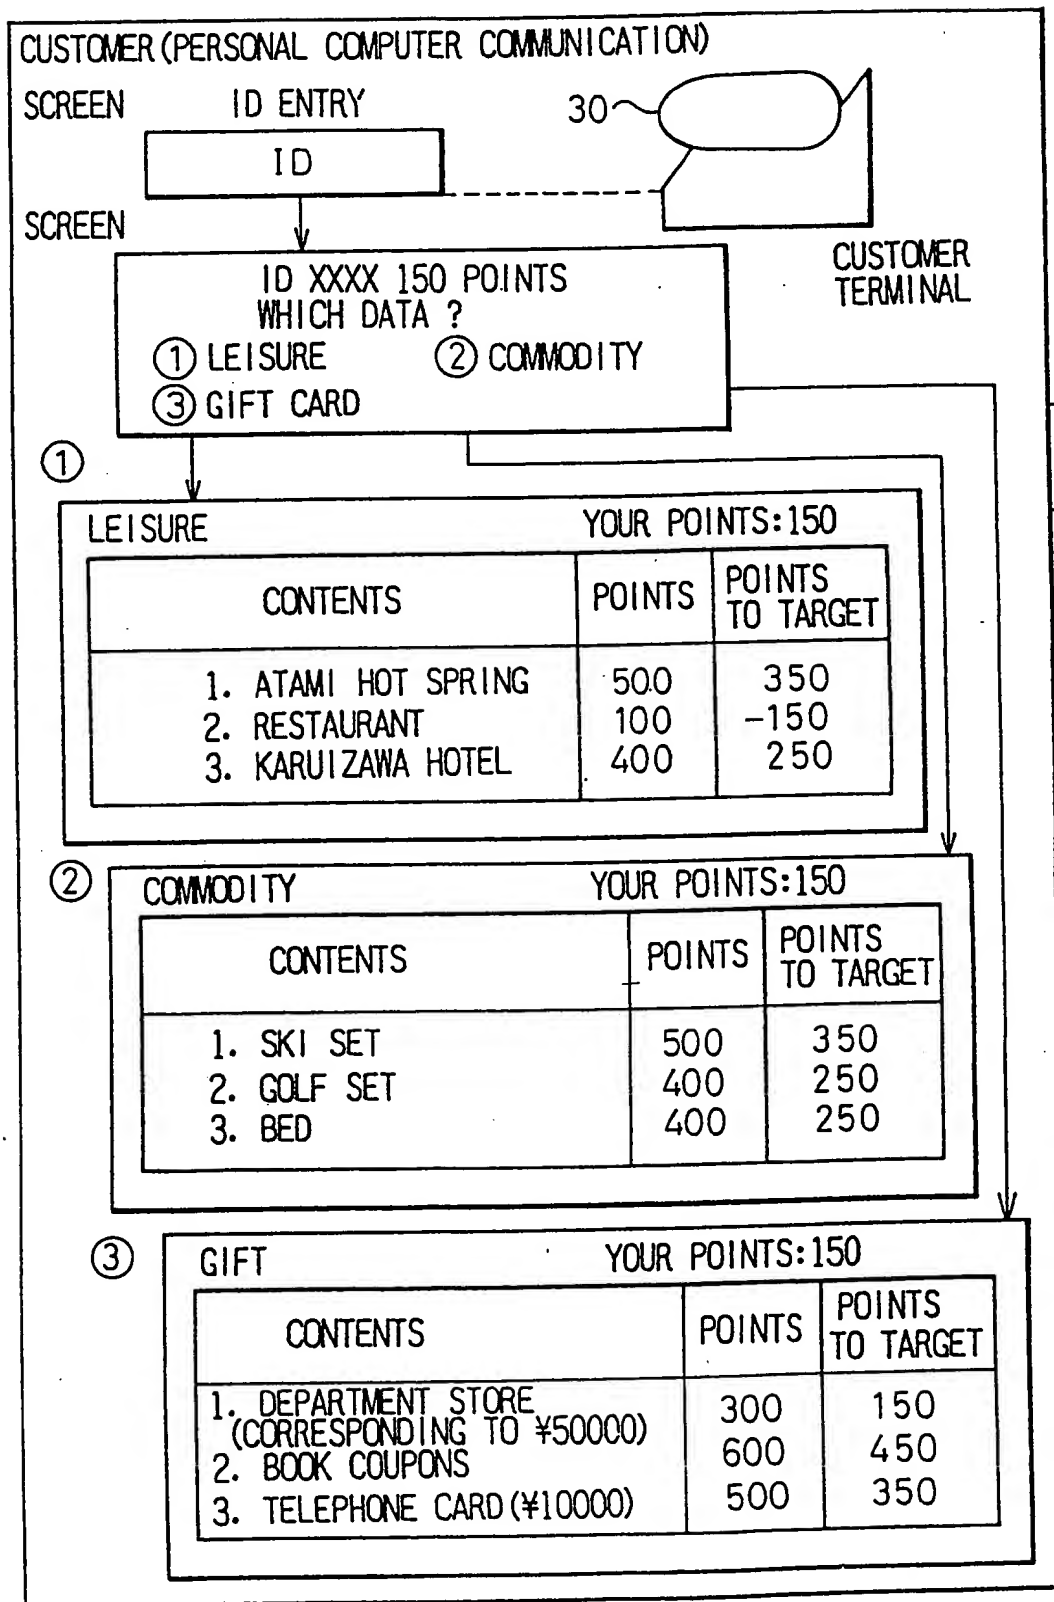 CUSTOMER (PERSONAL COMPUTER COMMUNICATION)
SCREEN ID ENTRY 30
ID
SCREEN
CUSTOMER
TERMINAL
ID XXXX 150 POINTS
WHICH DATA ?
① LEISURE ② COMMODITY
③ GIFT CARD
①
LEISURE YOUR POINTS:150
CONTENTS POINTS POINTS TO TARGET
1. ATAMI HOT SPRING 500 350
2. RESTAURANT 100 -150
3. KARUIZAWA HOTEL 400 250
②
COMMODITY YOUR POINTS:150
CONTENTS POINTS POINTS TO TARGET
1. SKI SET 500 350
2. GOLF SET 400 250
3. BED 400 250
③
GIFT YOUR POINTS:150
CONTENTS POINTS POINTS TO TARGET
1. DEPARTMENT STORE 300 150
(CORRESPONDING TO ¥50000)
2. BOOK COUPONS 600 450
3. TELEPHONE CARD (¥10000) 500 350